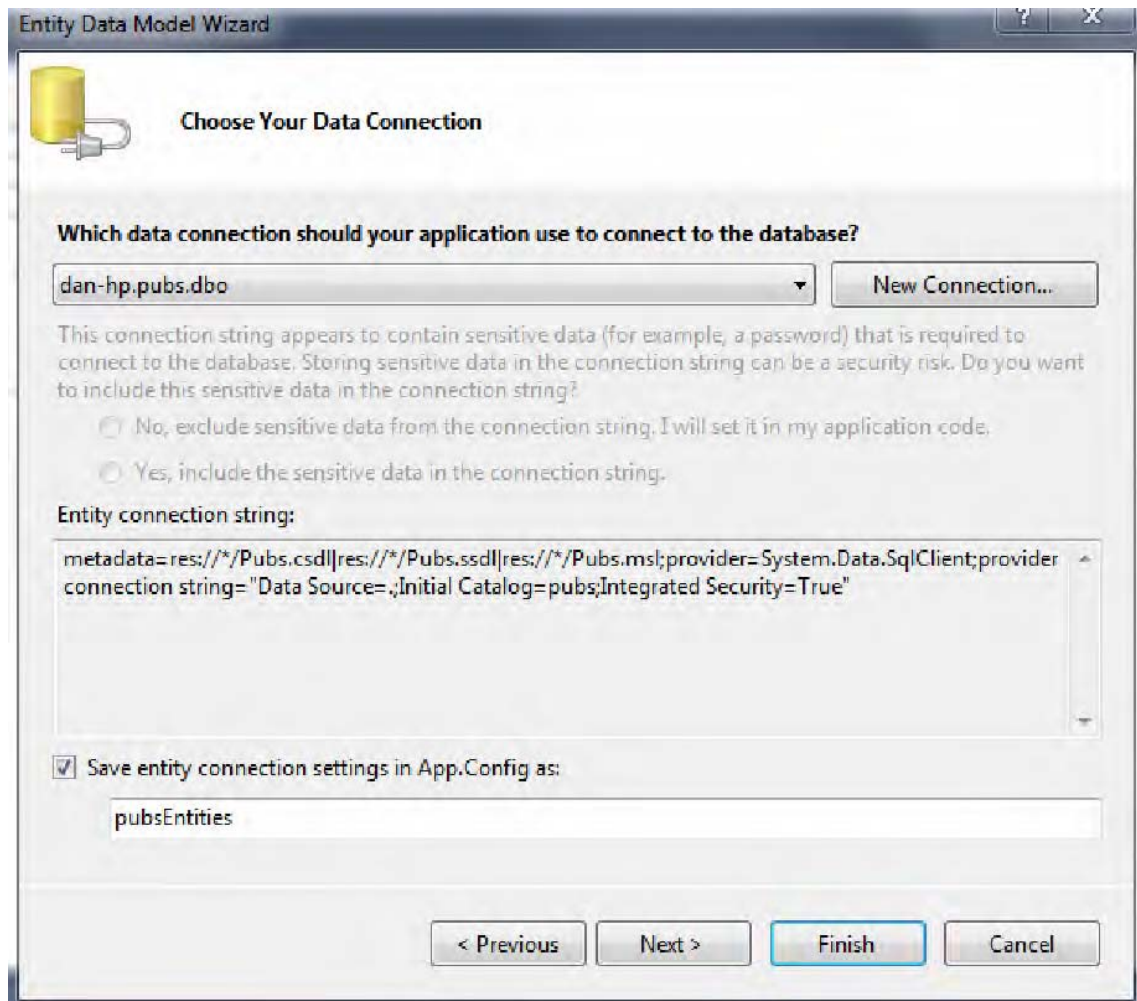 Entity Data Model Wizard
? X
Choose Your Data Connection
Which data connection should your application use to connect to the database?
dan-hp.pubs.dbo
New Connection...
This connection string appears to contain sensitive data (for example, a password) that is required to
connect to the database. Storing sensitive data in the connection string can be a security risk. Do you want
to include this sensitive data in the connection string?
No, exclude sensitive data from the connection string. I will set it in my application code.
Yes, include the sensitive data in the connection string.
Entity connection string:
metadata=res://*/Pubs.csdl|res://*/Pubs.ssdl|res://*/Pubs.msl;provider=System.Data.SqlClient;provider
connection string="Data Source=.;Initial Catalog=pubs;Integrated Security=True"
Save entity connection settings in App.Config as:
pubsEntities
< Previous
Next >
Finish
Cancel